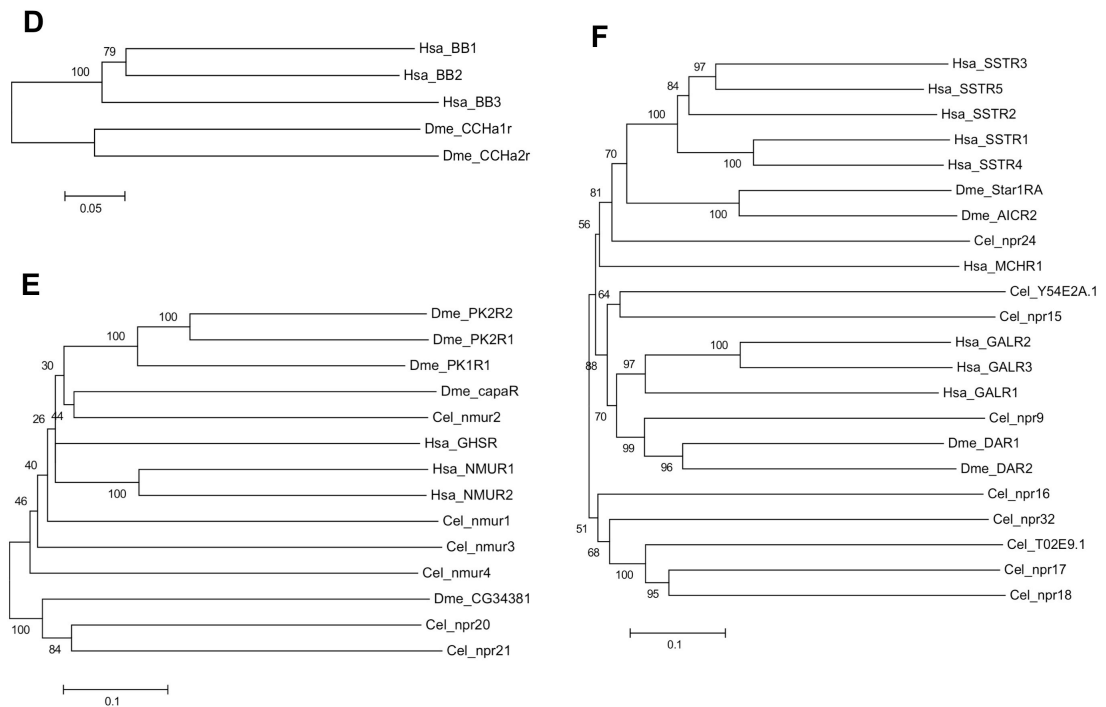 D
79
Hsa_BB1
100
Hsa_BB2
Hsa_BB3
Dme_CCHa1r
Dme_CCHa2r
0.05
E
Dme_PK2R2
100
100
Dme_PK2R1
Dme_PK1R1
30
Dme_capaR
26
44
Cel_nmur2
Hsa_GHSR
40
Hsa_NMUR1
100
Hsa_NMUR2
46
Cel_nmur1
Cel_nmur3
Cel_nmur4
Dme_CG34381
100
Cel_npr20
84
Cel_npr21
0.1
F
97
Hsa_SSTR3
84
Hsa_SSTR5
100
Hsa_SSTR2
Hsa_SSTR1
70
100
Hsa_SSTR4
81
Dme_Star1RA
100
Dme_AICR2
56
Cel_npr24
Hsa_MCHR1
64
Cel_Y54E2A.1
Cel_npr15
100
Hsa_GALR2
88
97
Hsa_GALR3
Hsa_GALR1
70
Cel_npr9
99
Dme_DAR1
96
Dme_DAR2
Cel_npr16
51
Cel_npr32
68
Cel_T02E9.1
100
Cel_npr17
95
Cel_npr18
0.1